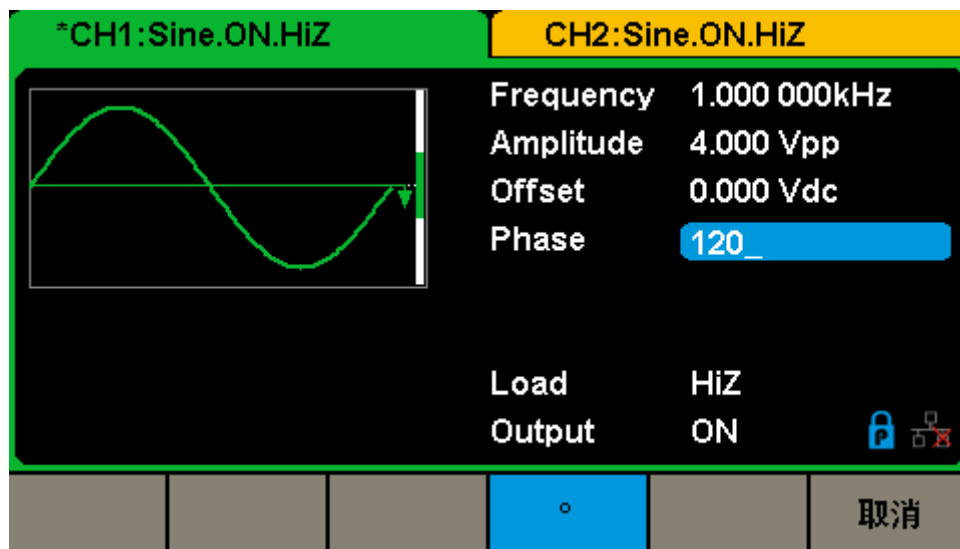 *CH1:Sine.ON.HiZ
CH2:Sine.ON.HiZ
Frequency 1.000 000kHz
Amplitude 4.000 Vpp
Offset 0.000 Vdc
Phase 120_
Load HiZ
Output ON
P
° 取消